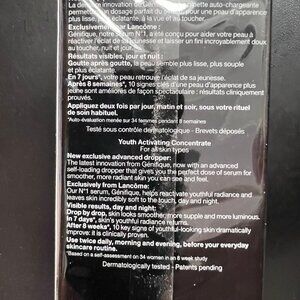 La dernière innovation de
pipette auto-chargeante
permettant un dosage parfait du
pour une peau d'apparence
plus lisse,
à la vue et au toucher.
Exclusivement par Lancôme :
Génifique, notre sérum N°1, a été conçu pour aider votre peau à
réactiver l'éclat de sa jeunesse et laisser un fini incroyablement doux
au toucher, nuit et jour.
Résultats visibles, jour et nuit :
Goutte après goutte, la peau semble plus lisse, plus souple
et plus éclatante.
En 7 jours*, votre peau retrouve l'éclat de sa jeunesse.
Après 8 semaines*, 10 signes clés d'une peau d'apparence plus
jeune sont améliorés de façon spectaculaire : résultats cliniquement
prouvés.
Appliquez deux fois par jour, matin et soir, sous votre rituel
de soin habituel.
*Auto-évaluation menée sur 34 femmes pendant 8 semaines
Testé sous contrôle dermatologique - Brevets déposés
Youth Activating Concentrate
For all skin types
New exclusive advanced dropper:
The latest innovation from Génifique, now with an advanced
self-loading dropper that gives you the perfect dose of serum for
smoother, more radiant skin you can see and feel.
Exclusively from Lancôme:
Our N°1 serum, Génifique, helps reactivate youthful radiance and
leaves skin incredibly soft to the touch, day and night.
Visible results, day and night:
Drop by drop, skin looks smoother, more supple and more luminous.
In 7 days*, skin's youthful radiance is visible.
After 8 weeks*, 10 key signs of youthful-looking skin dramatically
improve: it is clinically proven.
Use twice daily, morning and evening, before your everyday
skincare routine.
*Based on a self-assessment on 34 women in an 8 week study
Dermatologically tested - Patents pending